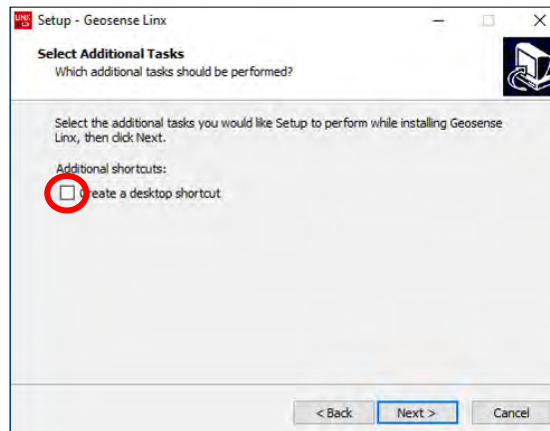 Setup - Geosense Linx
Select Additional Tasks
Which additional tasks should be performed?
Select the additional tasks you would like Setup to perform while installing Geosense
Linx, then click Next.
Additional shortcuts:
Create a desktop shortcut
< Back
Next >
Cancel